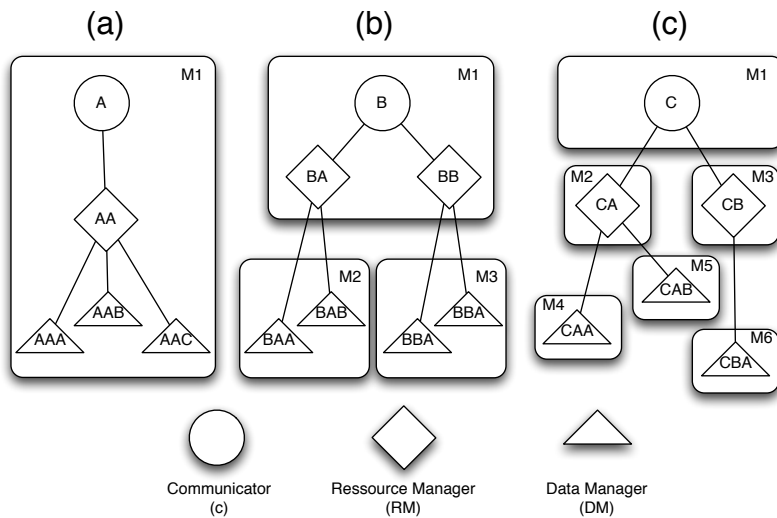 (a) (b) (c)
M1 M1 M1
A B C
M2 M3
BA BB CA CB
AA
M2 M3 M5
CAB
M4
AAB BAB BBA CAA
AAA AAC BAA BBA M6
CBA
Communicator Ressource Manager Data Manager
(c) (RM) (DM)